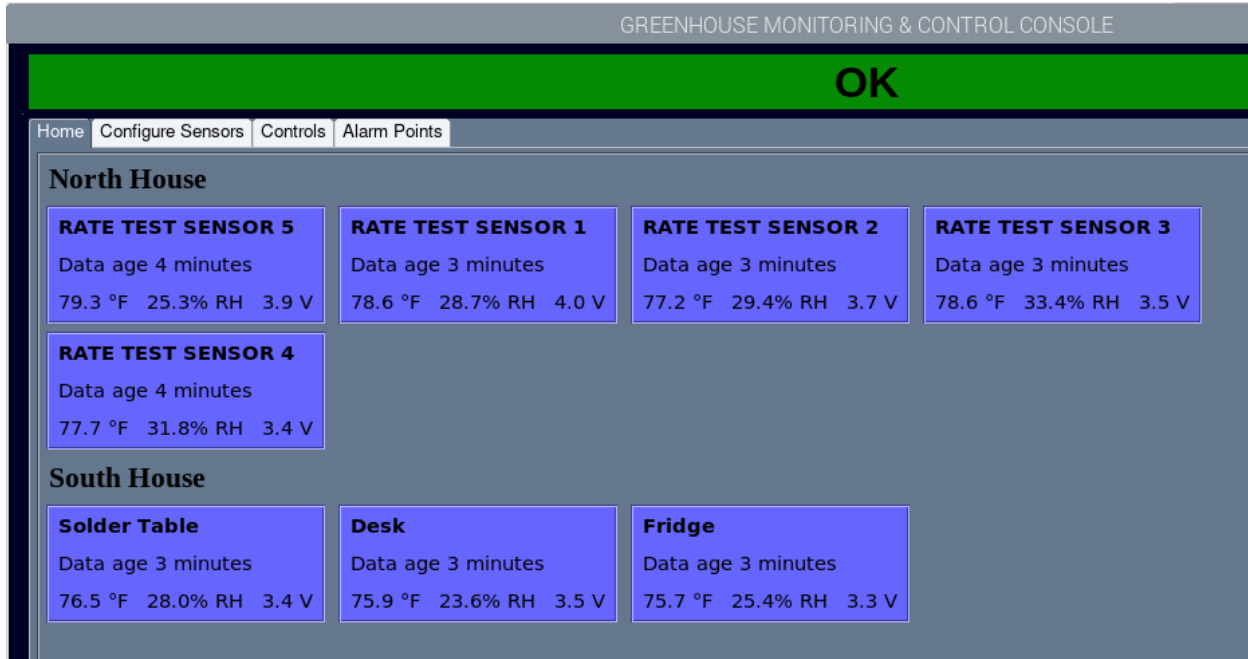 GREENHOUSE MONITORING & CONTROL CONSOLE
OK
Home Configure Sensors Controls Alarm Points
North House
RATE TEST SENSOR 5
Data age 4 minutes
79.3 °F 25.3% RH 3.9 V
RATE TEST SENSOR 1
Data age 3 minutes
78.6 °F 28.7% RH 4.0 V
RATE TEST SENSOR 2
Data age 3 minutes
77.2 °F 29.4% RH 3.7 V
RATE TEST SENSOR 3
Data age 3 minutes
78.6 °F 33.4% RH 3.5 V
RATE TEST SENSOR 4
Data age 4 minutes
77.7 °F 31.8% RH 3.4 V
South House
Solder Table
Data age 3 minutes
76.5 °F 28.0% RH 3.4 V
Desk
Data age 3 minutes
75.9 °F 23.6% RH 3.5 V
Fridge
Data age 3 minutes
75.7 °F 25.4% RH 3.3 V